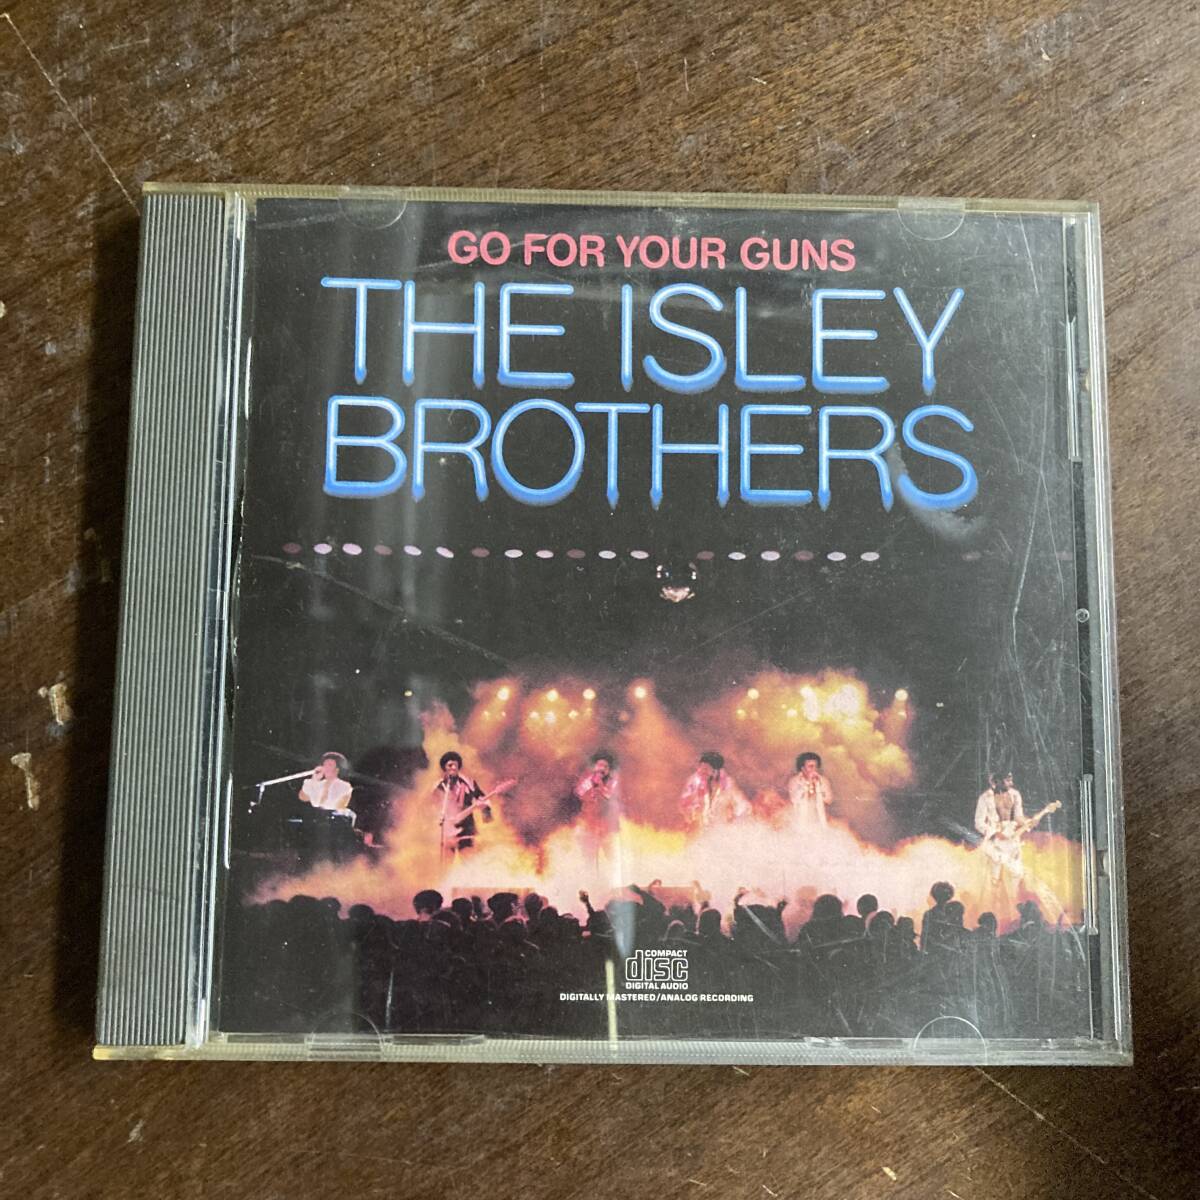 GO FOR YOUR GUNS
THE ISLEY
BROTHERS
COMPACT
disc
DIGITAL AUDIO
DIGITALLY MASTERED/ANALOG RECORDING